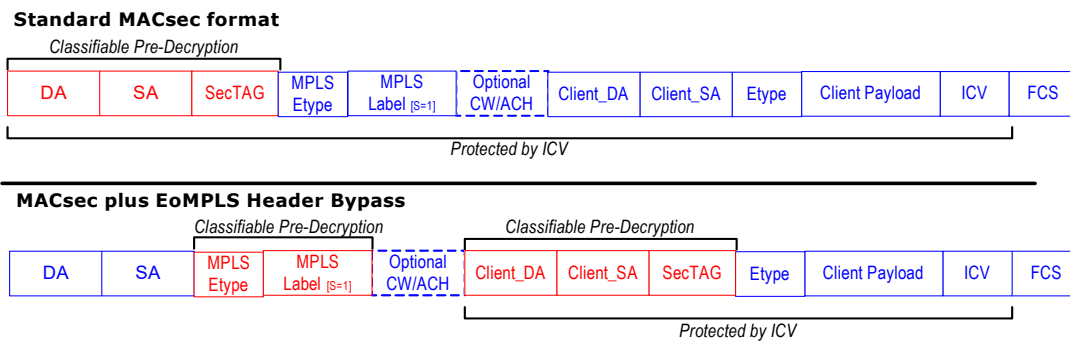 Standard MACsec format
Classifiable Pre-Decryption
DA SA SecTAG MPLS Etype MPLS Label [S=1] Optional CW/ACH Client_DA Client_SA Etype Client Payload ICV FCS
Protected by ICV
MACsec plus EoMPLS Header Bypass
Classifiable Pre-Decryption Classifiable Pre-Decryption
DA SA MPLS Etype MPLS Label [S=1] Optional CW/ACH Client_DA Client_SA SecTAG Etype Client Payload ICV FCS
Protected by ICV